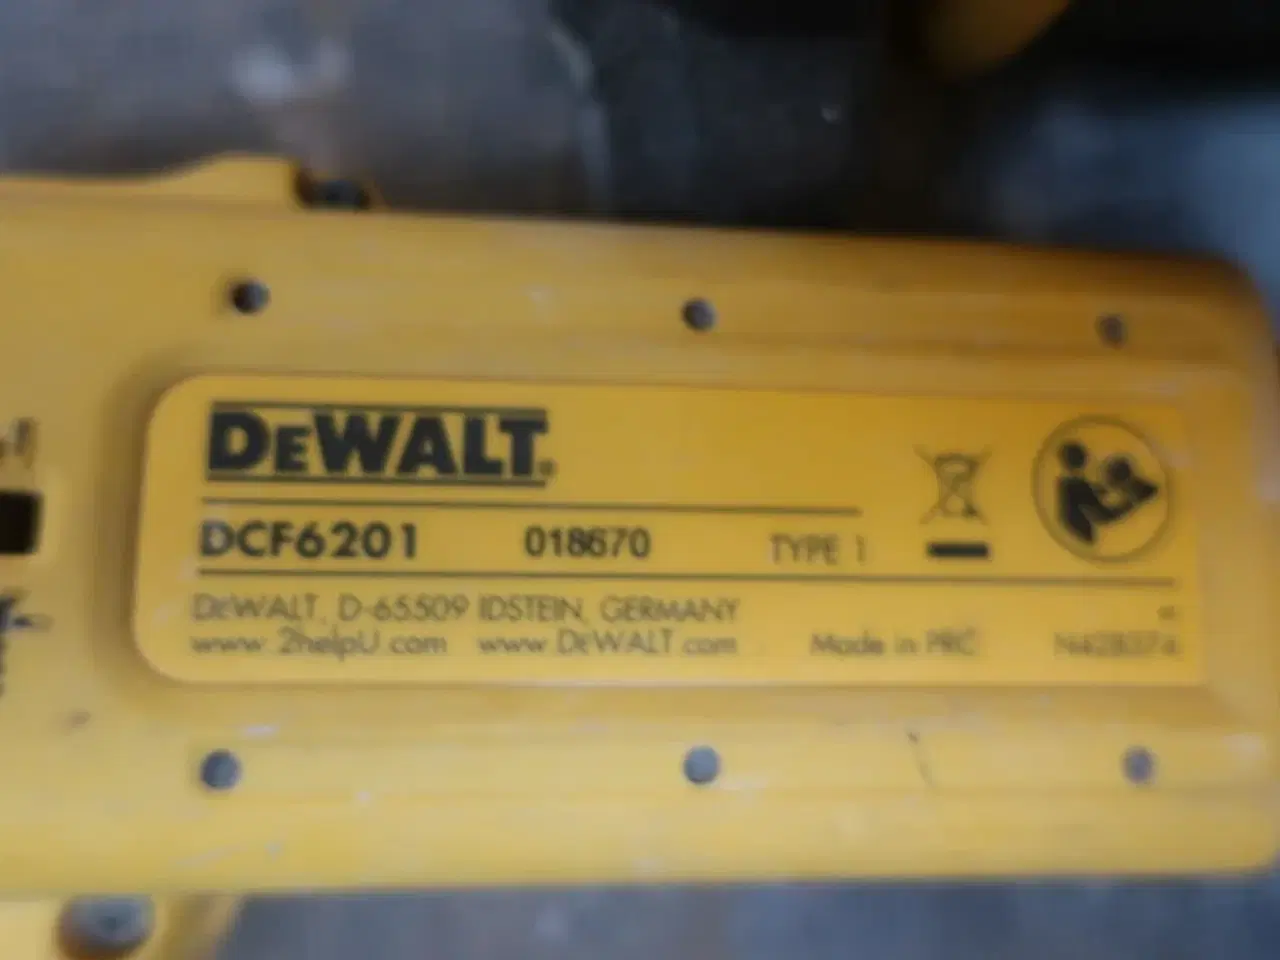 DEWALT
DCF6201 018670 TYPE 1
DEWALT, D-65509 IDSTEIN, GERMANY
www.2helpU.com www.DEWALT.com Made in PRC